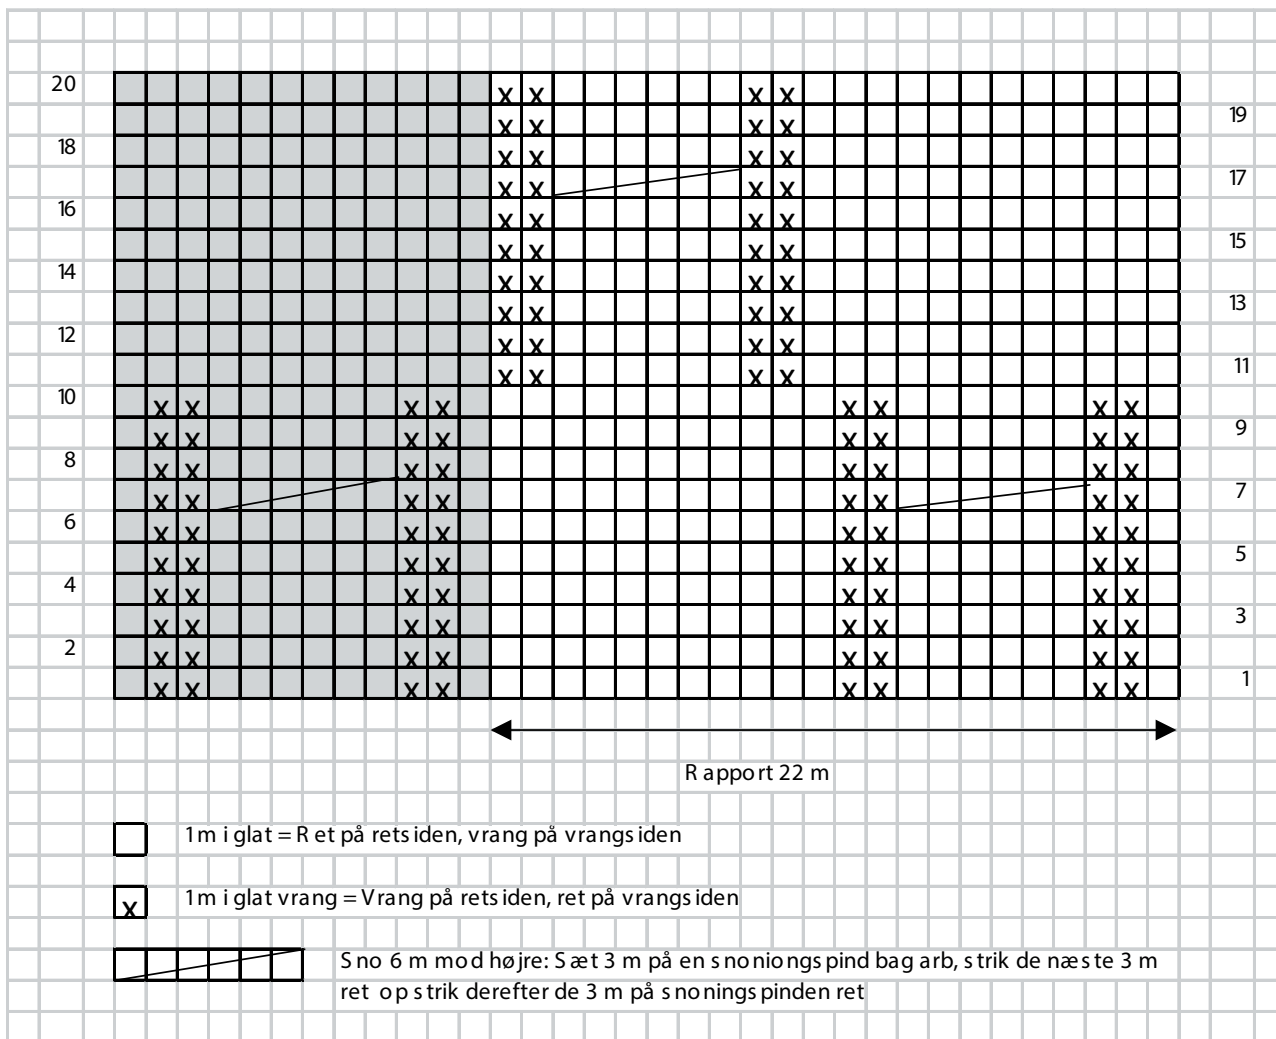 20 x x x x
x x x x 19
18 x x x x
x x x x 17
16 x x x x
x x x x 15
14 x x x x
x x x x 13
12 x x x x
x x x x 11
10 x x x x x x x x
x x x x x x x x 9
8 x x x x x x x x
x x x x x x x x 7
6 x x x x x x x x
x x x x x x x x 5
4 x x x x x x x x
x x x x x x x x 3
2 x x x x x x x x
x x x x x x x x 1
Rapport 22 m
1 m i glat = Ret på retsiden, vrang på vrangsiden
x 1 m i glat vrang = Vrang på retsiden, ret på vrangsiden
Sno 6 m mod højre: Sæt 3 m på en snoniongspind bag arb, strik de næste 3 m
ret op strik derefter de 3 m på snoningspinden ret